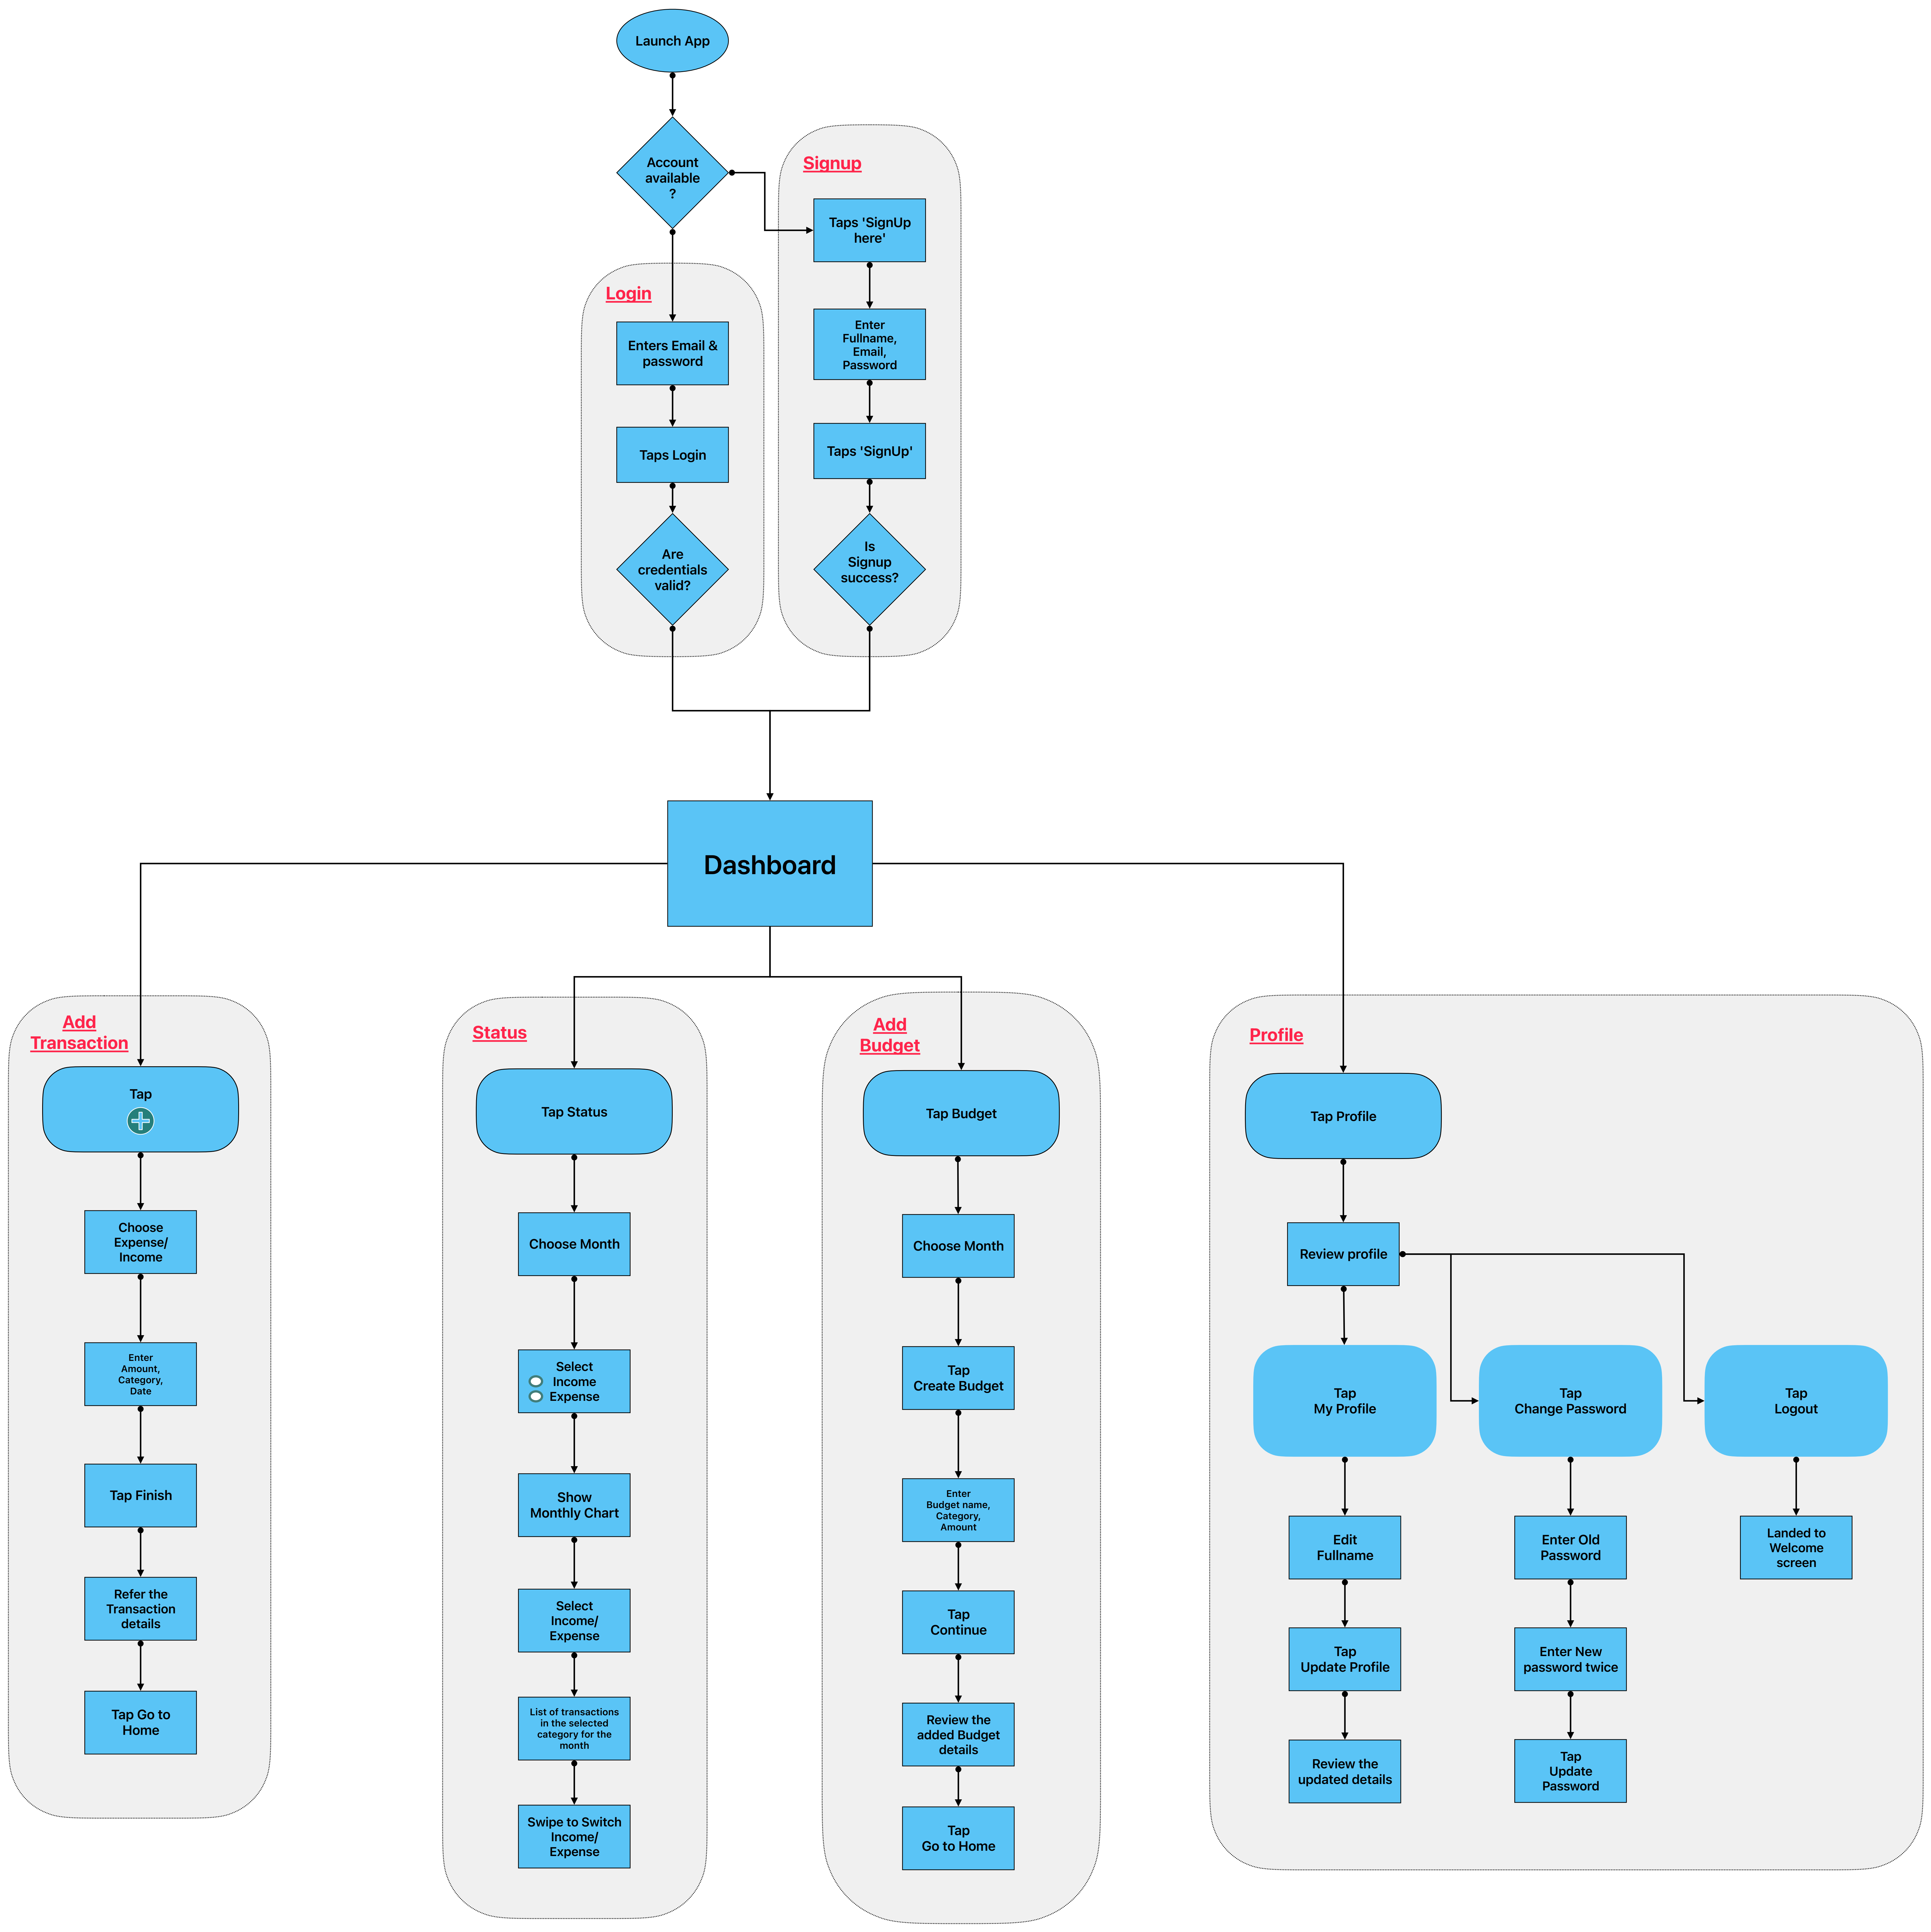 Launch App
Account
available
?
Signup
Taps 'SignUp
here'
Enter
Fullname,
Email,
Password
Taps 'SignUp'
Is
Signup
success?
Login
Enters Email &
password
Taps Login
Are
credentials
valid?
Dashboard
Add
Transaction
Tap
Choose
Expense/
Income
Enter
Amount,
Category,
Date
Tap Finish
Refer the
Transaction
details
Tap Go to
Home
Status
Tap Status
Choose Month
Select
Income
Expense
Show
Monthly Chart
Select
Income/
Expense
List of transactions
in the selected
category for the
month
Swipe to Switch
Income/
Expense
Add
Budget
Tap Budget
Choose Month
Tap
Create Budget
Enter
Budget name,
Category,
Amount
Tap
Continue
Review the
added Budget
details
Tap
Go to Home
Profile
Tap Profile
Review profile
Tap
My Profile
Edit
Fullname
Tap
Update Profile
Review the
updated details
Tap
Change Password
Enter Old
Password
Enter New
password twice
Tap
Update
Password
Tap
Logout
Landed to
Welcome
screen